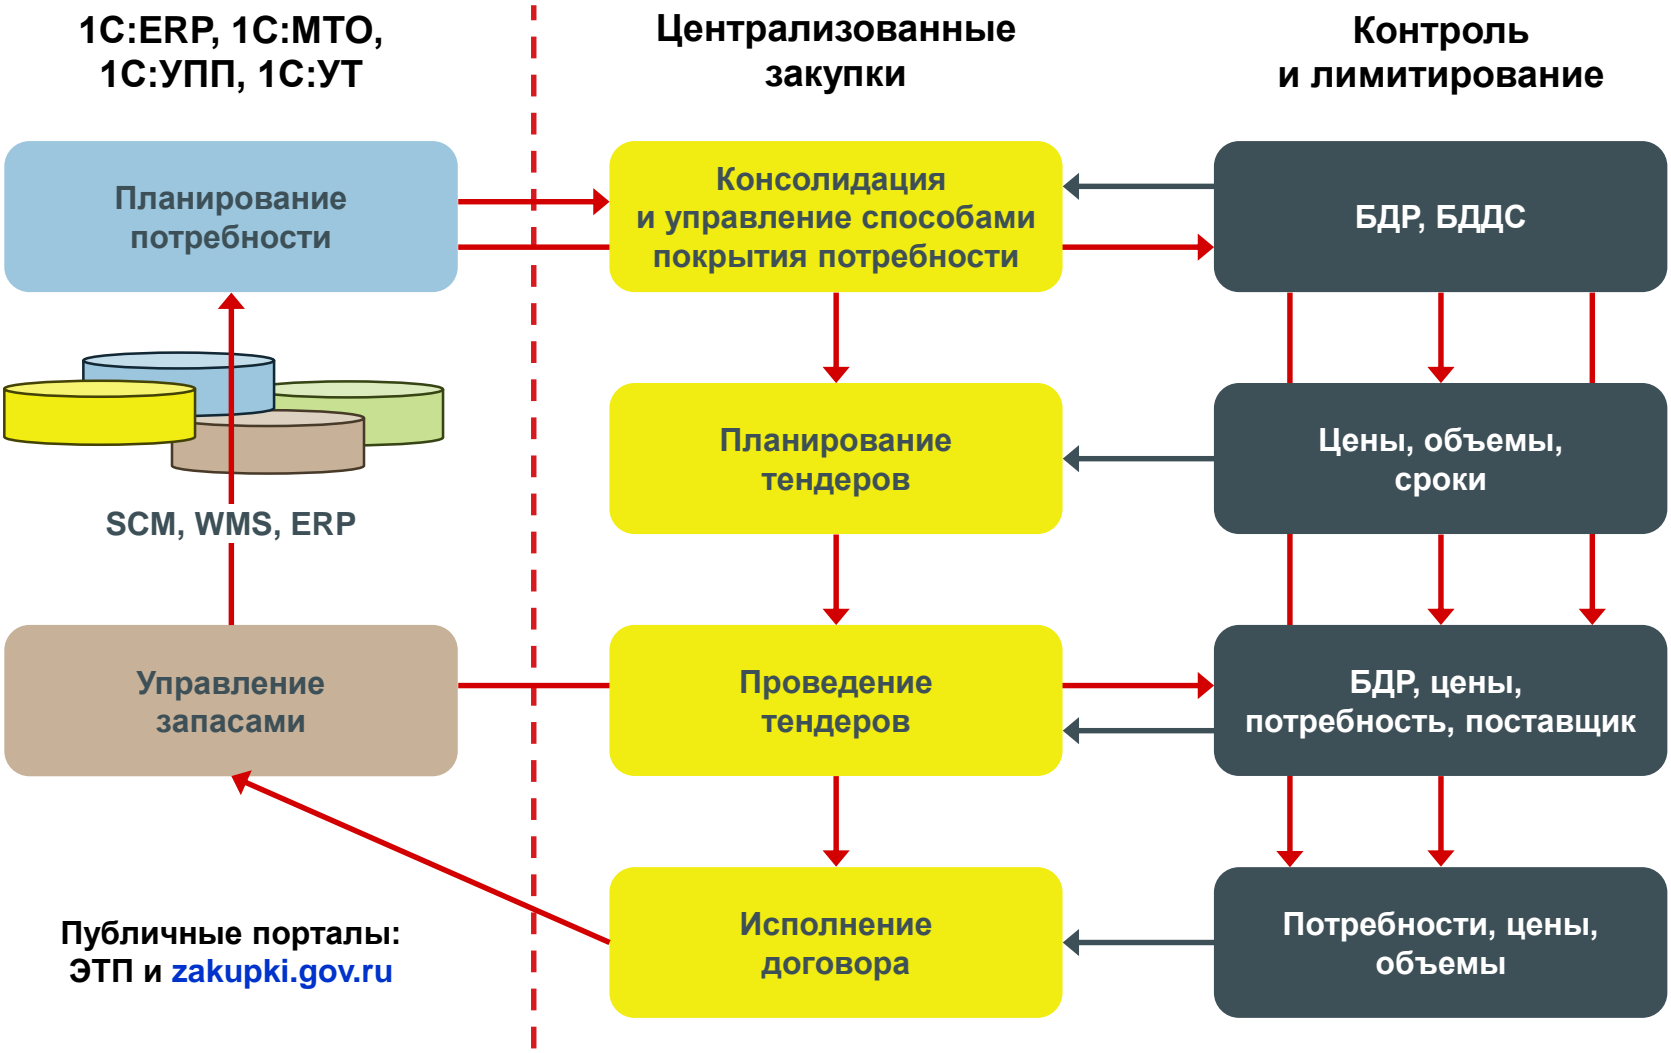 1С:ERP, 1С:МТО,
1С:УПП, 1С:УТ
Централизованные
закупки
Контроль
и лимитирование
Планирование
потребности
Консолидация
и управление способами
покрытия потребности
БДР, БДДС
Планирование
тендеров
Цены, объемы,
сроки
SCM, WMS, ERP
Управление
запасами
Проведение
тендеров
БДР, цены,
потребность, поставщик
Публичные порталы:
ЭТП и zakupki.gov.ru
Исполнение
договора
Потребности, цены,
объемы